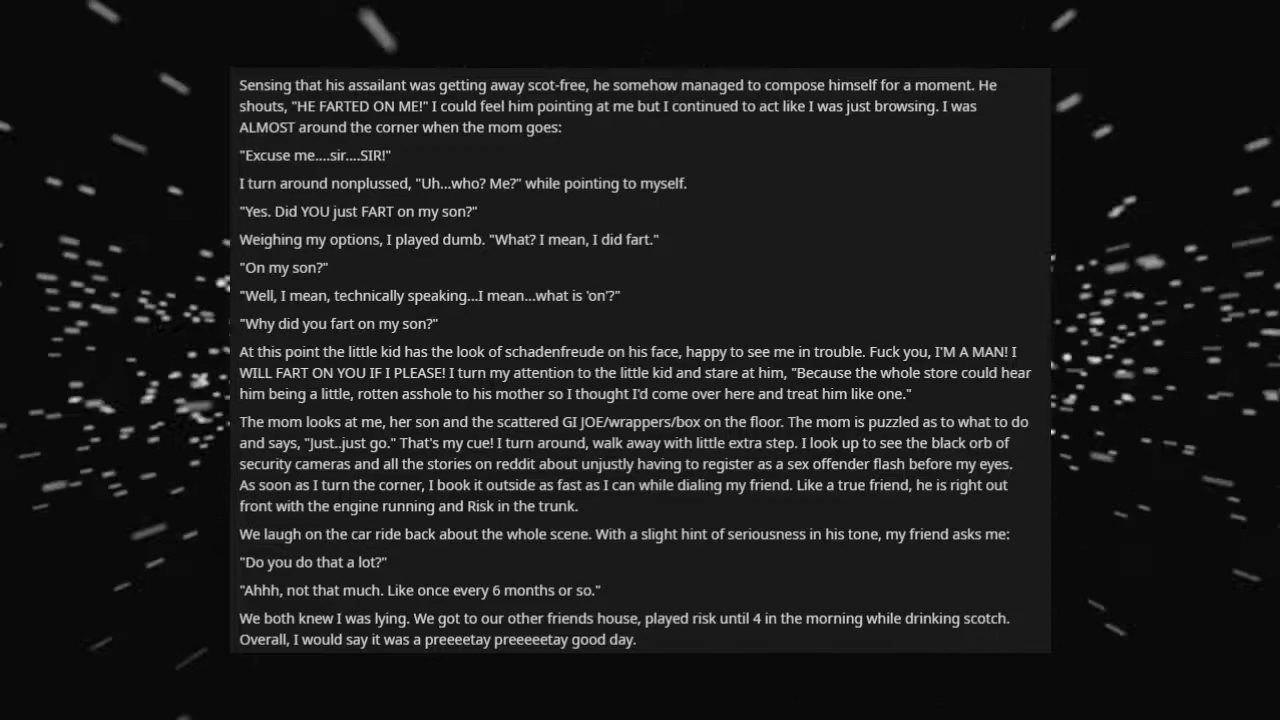 Sensing that his assailant was getting away scot-free, he somehow managed to compose himself for a moment. He
shouts, "HE FARTED ON ME!" I could feel him pointing at me but I continued to act like I was just browsing. I was
ALMOST around the corner when the mom goes:
"Excuse me....sir....SIR!"
I turn around nonplussed, "Uh...who? Me?" while pointing to myself.
"Yes. Did YOU just FART on my son?"
Weighing my options, I played dumb. "What? I mean, I did fart."
"On my son?"
"Well, I mean, technically speaking...I mean...what is 'on'?"
"Why did you fart on my son?"
At this point the little kid has the look of schadenfreude on his face, happy to see me in trouble. Fuck you, I'M A MAN! I
WILL FART ON YOU IF I PLEASE! I turn my attention to the little kid and stare at him, "Because the whole store could hear
him being a little, rotten asshole to his mother so I thought I'd come over here and treat him like one."
The mom looks at me, her son and the scattered GI JOE/wrappers/box on the floor. The mom is puzzled as to what to do
and says, "Just..just go." That's my cue! I turn around, walk away with little extra step. I look up to see the black orb of
security cameras and all the stories on reddit about unjustly having to register as a sex offender flash before my eyes.
As soon as I turn the corner, I book it outside as fast as I can while dialing my friend. Like a true friend, he is right out
front with the engine running and Risk in the trunk.
We laugh on the car ride back about the whole scene. With a slight hint of seriousness in his tone, my friend asks me:
"Do you do that a lot?"
"Ahhh, not that much. Like once every 6 months or so."
We both knew I was lying. We got to our other friends house, played risk until 4 in the morning while drinking scotch.
Overall, I would say it was a preeeetay preeeeetay good day.